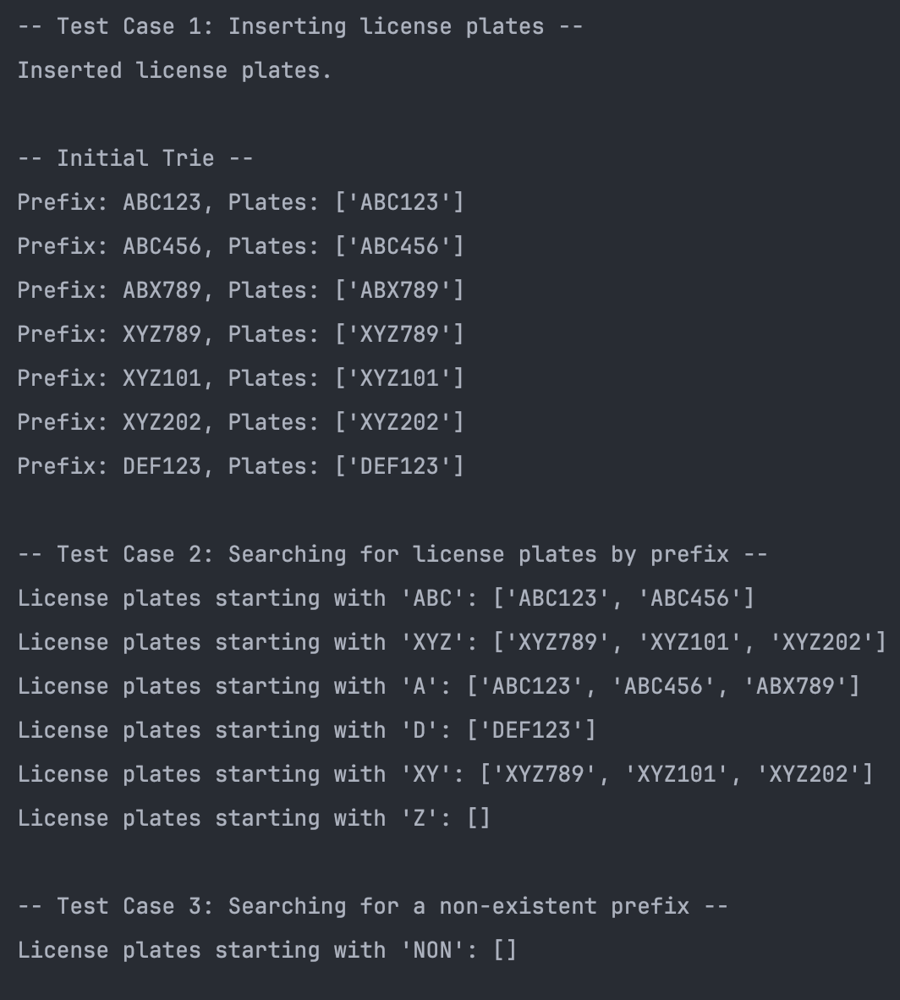 -- Test Case 1: Inserting license plates --
Inserted license plates.
-- Initial Trie --
Prefix: ABC123, Plates: ['ABC123']
Prefix: ABC456, Plates: ['ABC456']
Prefix: ABX789, Plates: ['ABX789']
Prefix: XYZ789, Plates: ['XYZ789']
Prefix: XYZ101, Plates: ['XYZ101']
Prefix: XYZ202, Plates: ['XYZ202']
Prefix: DEF123, Plates: ['DEF123']
-- Test Case 2: Searching for license plates by prefix --
License plates starting with 'ABC': ['ABC123', 'ABC456']
License plates starting with 'XYZ': ['XYZ789', 'XYZ101', 'XYZ202']
License plates starting with 'A': ['ABC123', 'ABC456', 'ABX789']
License plates starting with 'D': ['DEF123']
License plates starting with 'XY': ['XYZ789', 'XYZ101', 'XYZ202']
License plates starting with 'Z': []
-- Test Case 3: Searching for a non-existent prefix --
License plates starting with 'NON': []